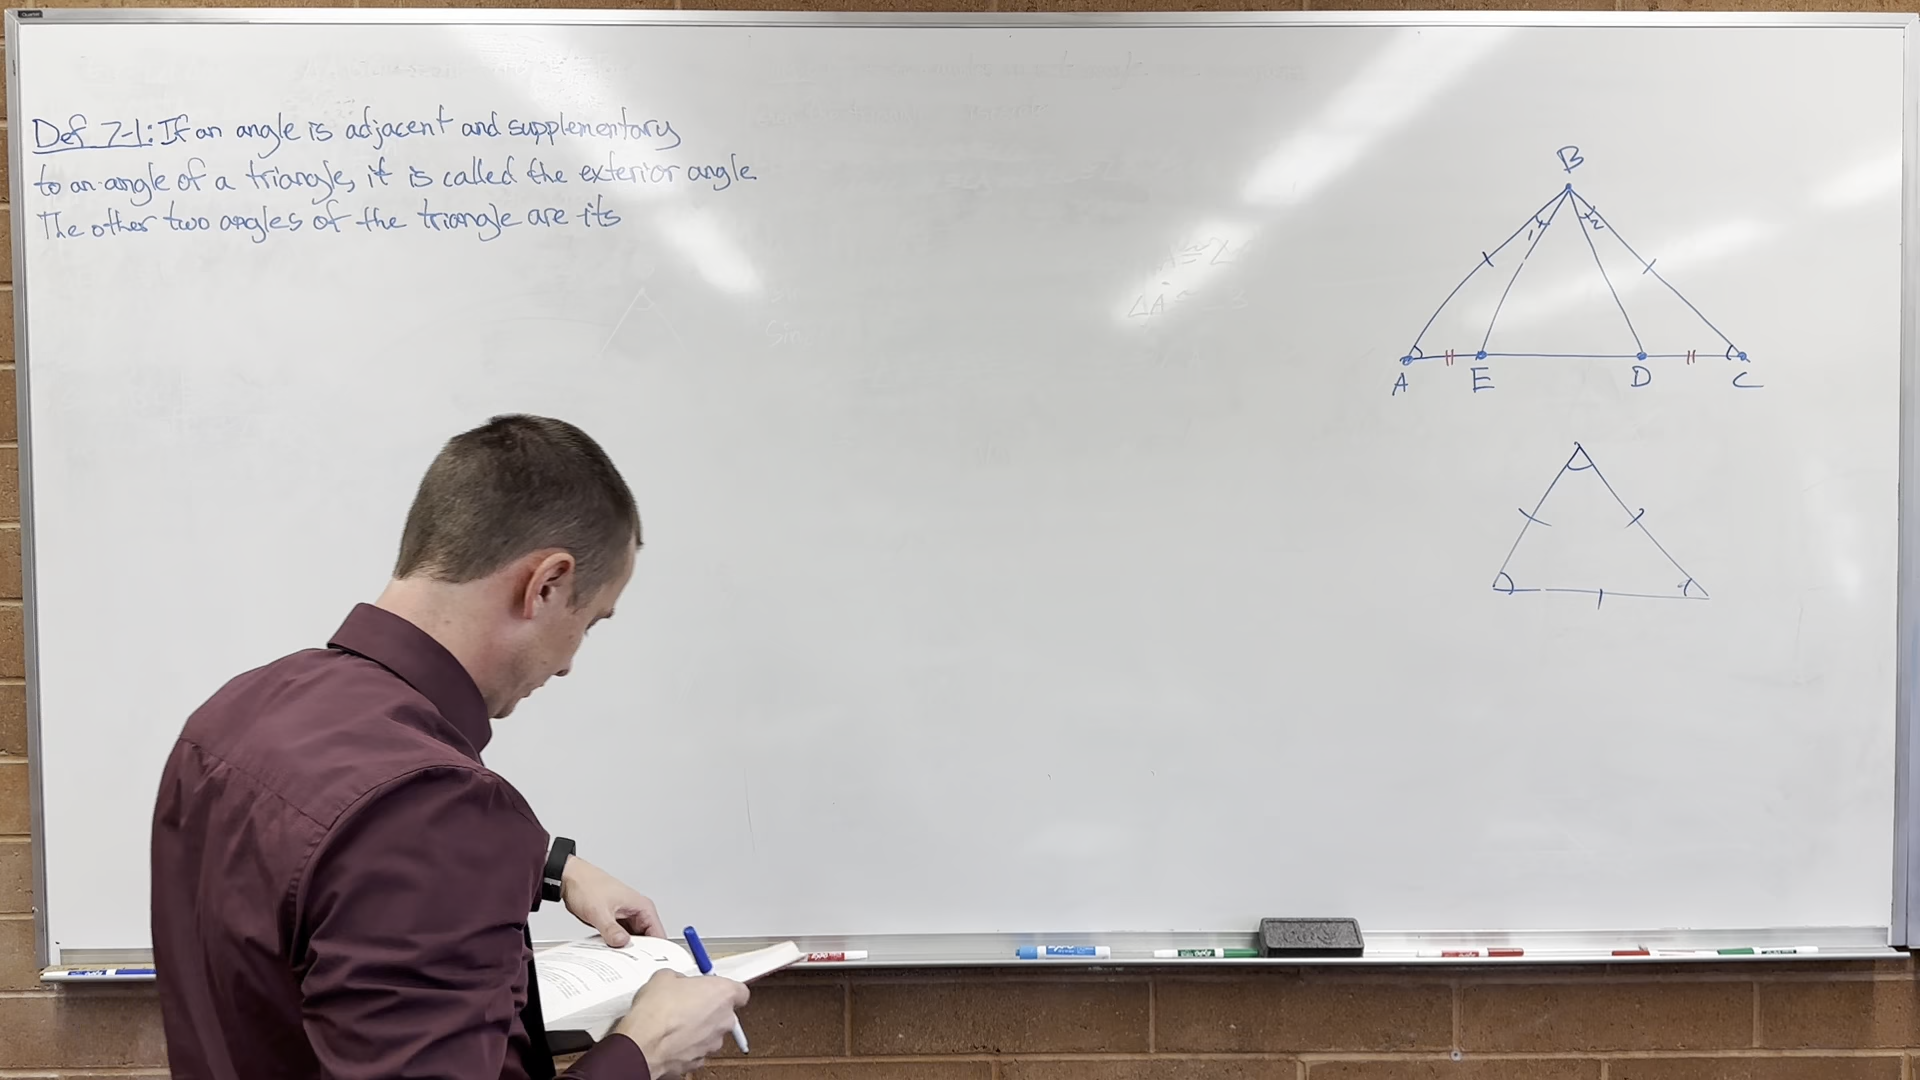 Def 7-1: If an angle is adjacent and supplementary
to an angle of a triangle, it is called the exterior angle.
The other two angles of the triangle are its
B
1 2
A E D C